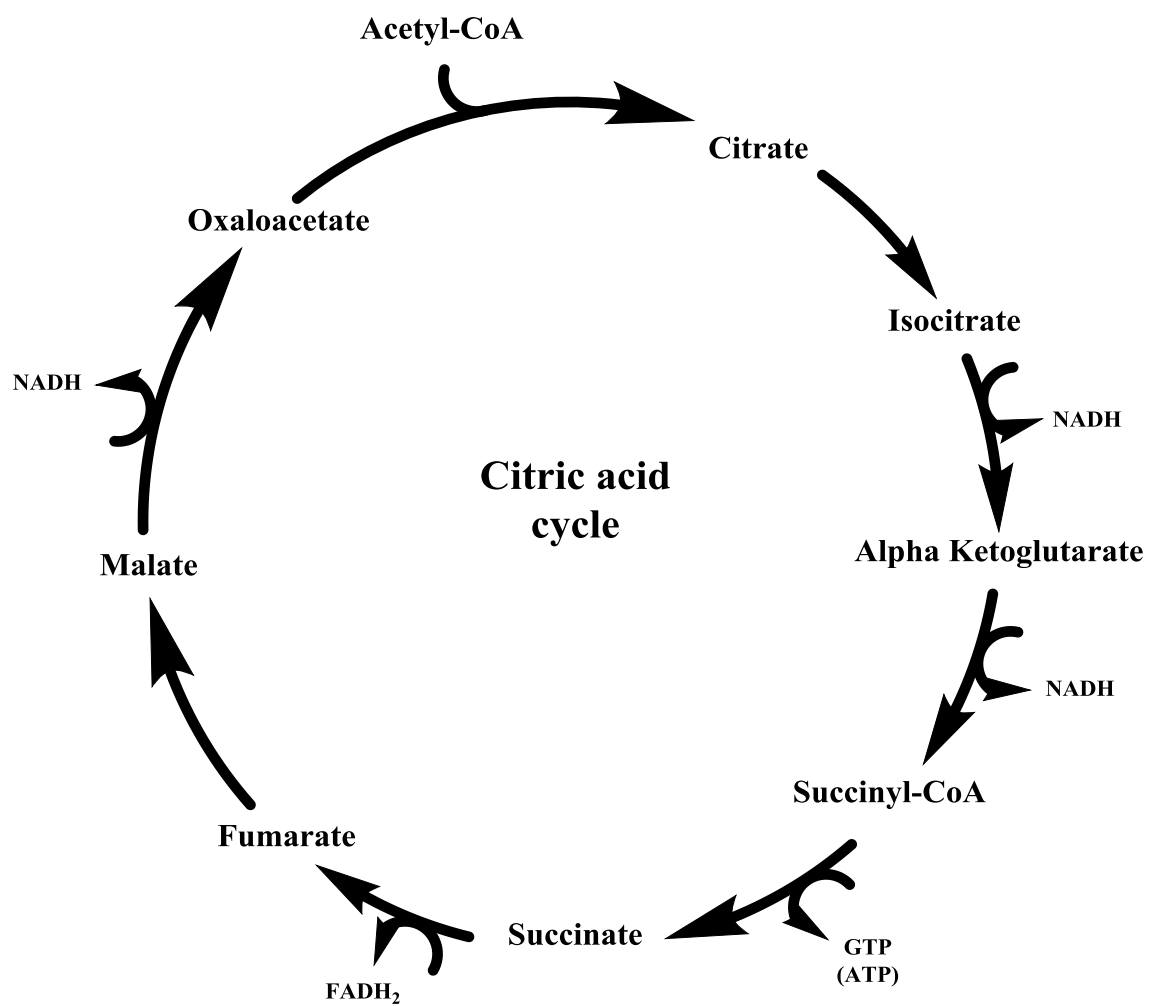 Acetyl-CoA
Citrate
Oxaloacetate
Isocitrate
NADH
NADH
Citric acid
cycle
Alpha Ketoglutarate
Malate
NADH
Succinyl-CoA
Fumarate
Succinate
GTP
(ATP)
FADH₂